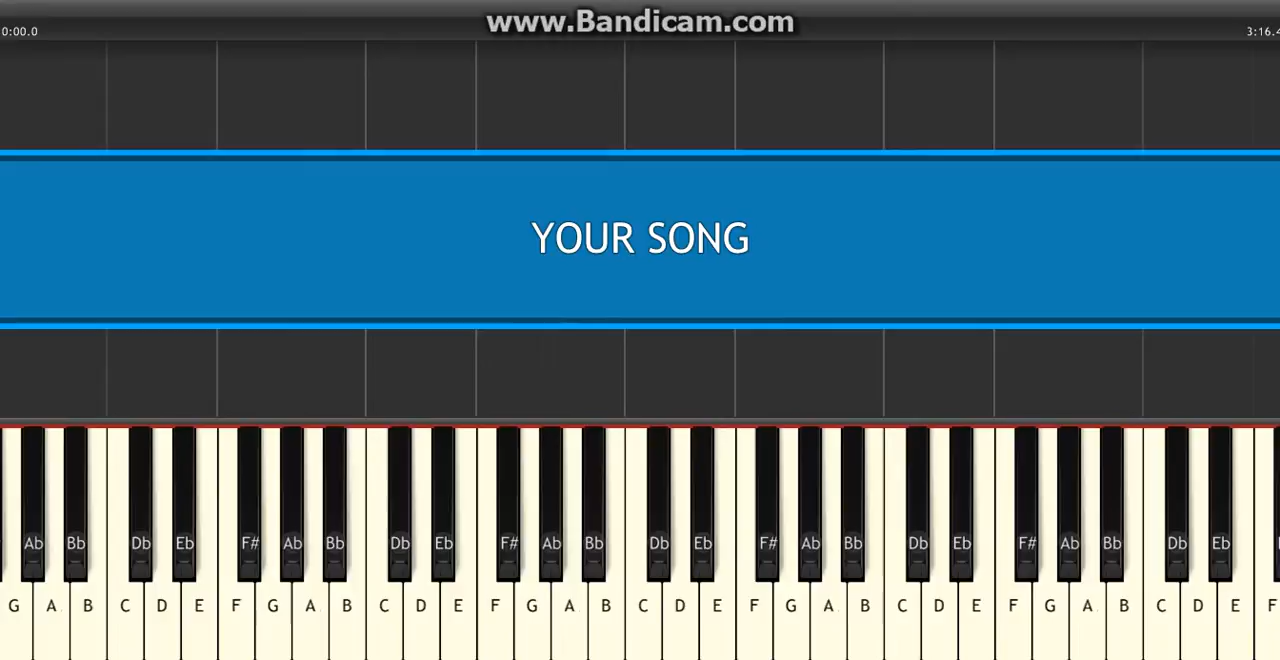 www.Bandicam.com
0:00.0 3:16.4
YOUR SONG
Ab Bb Db Eb F# Ab Bb Db Eb F# Ab Bb Db Eb F# Ab Bb Db Eb F# Ab Bb Db Eb
G A B C D E F G A B C D E F G A B C D E F G A B C D E F G A B C D E F